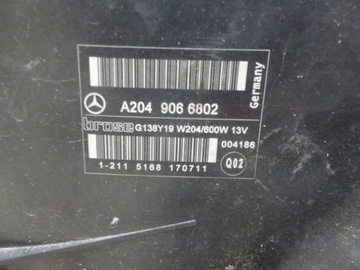 Germany
A204 906 6802
brose G138Y19 W204/600W 13V
004186
1-211 5168 170711
Q02